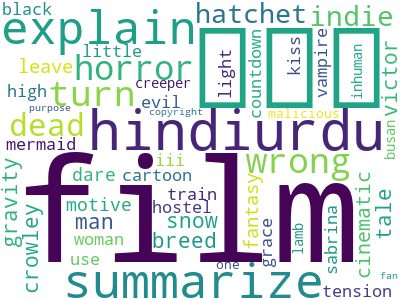 black
explain
hatchet
indie
little
leave
horror
turn
high
creeper
evil
purpose
copyright
malicious
light
countdown
kiss
vampire
inhuman
victor
dead
mermaid
hindiurdu
busan
film
wrong
iii
dare
cartoon
gravity
crowley
motive
train
man
hostel
snow
woman
breed
use
one
grace
fantasy
lamb
sabrina
cinematic
tale
summarize
tension
fan